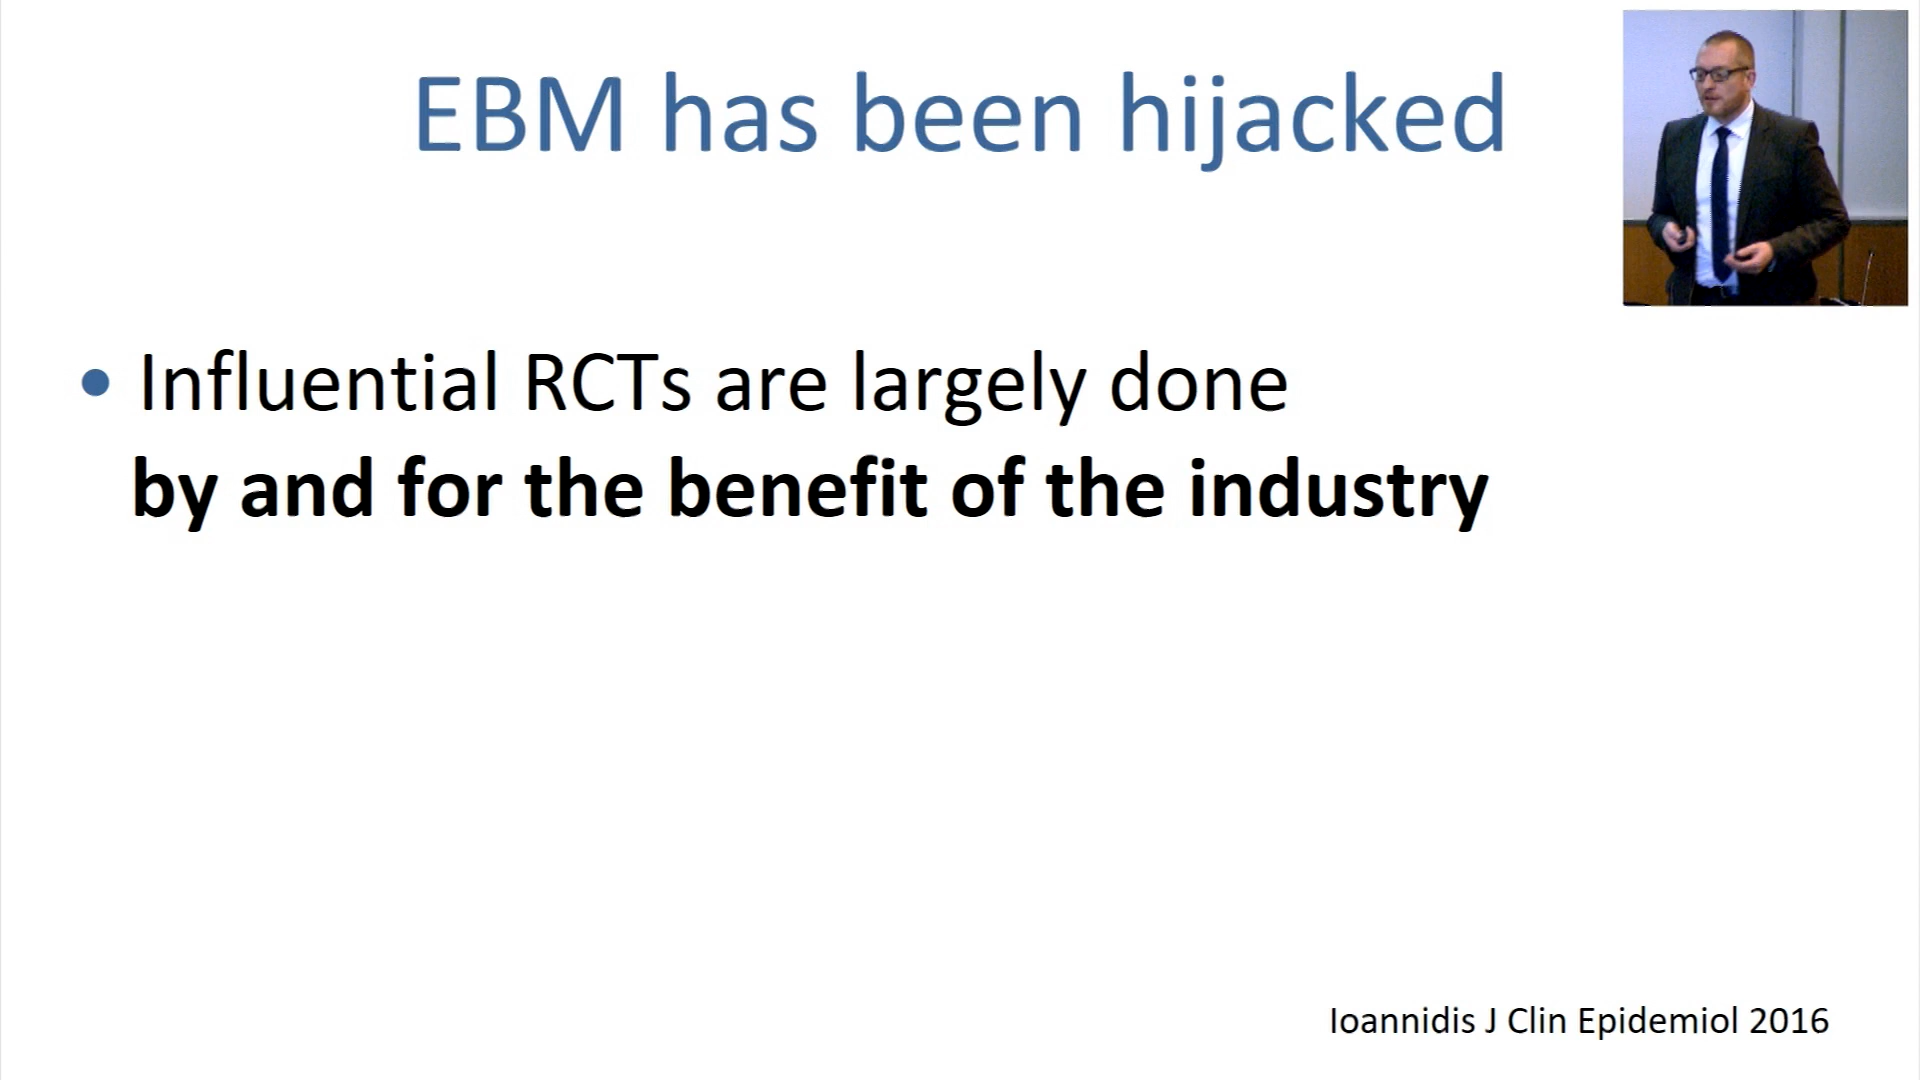 EBM has been hijacked
• Influential RCTs are largely done
by and for the benefit of the industry
Ioannidis J Clin Epidemiol 2016